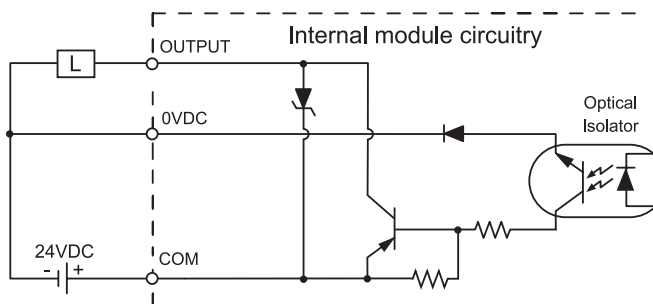 Internal module circuitry
OUTPUT
L
0VDC
Optical
Isolator
24VDC
- +
COM